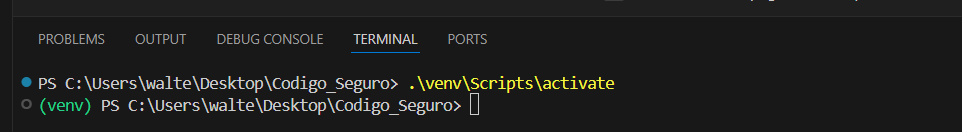 PROBLEMS OUTPUT DEBUG CONSOLE TERMINAL PORTS
PS C:\Users\walte\Desktop\Codigo_Seguro> .\venv\Scripts\activate
(venv) PS C:\Users\walte\Desktop\Codigo_Seguro>